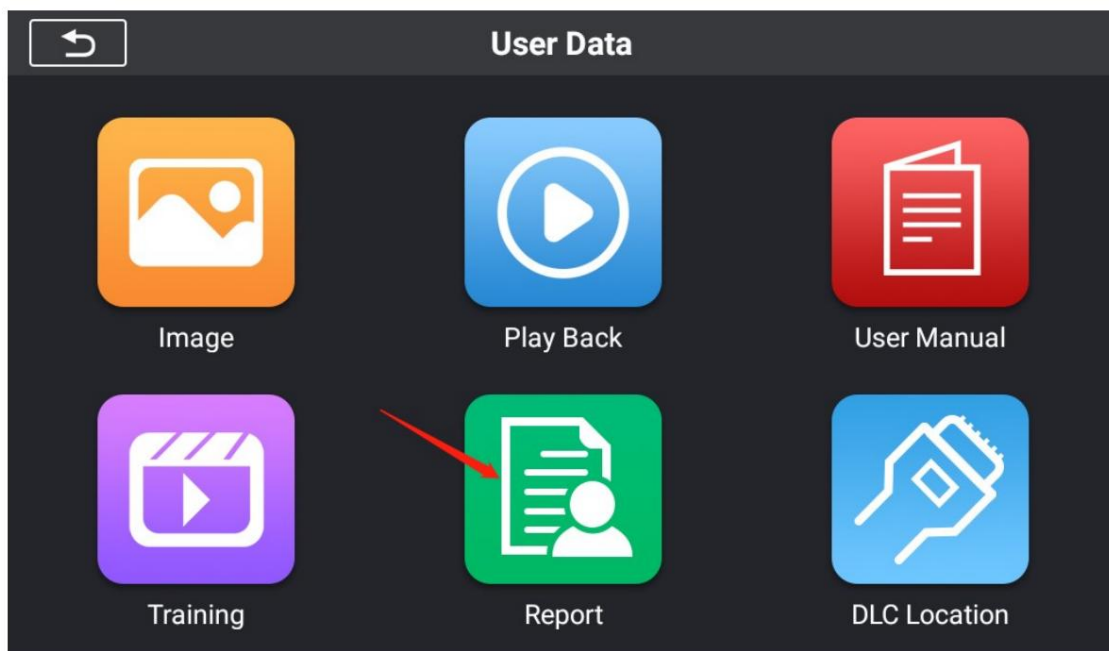 User Data
Image
Play Back
User Manual
Training
Report
DLC Location